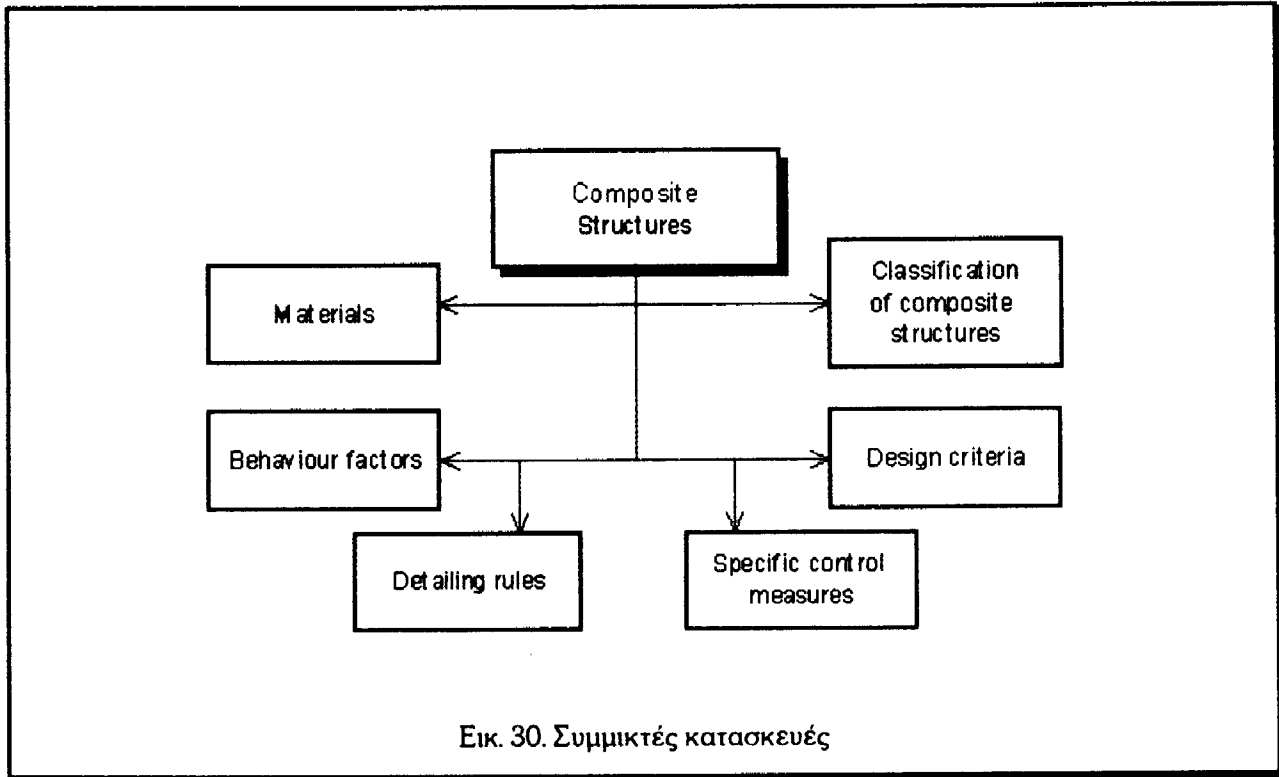 Composite
Structures
Materials
Classification
of composite
structures
Behaviour factors
Design criteria
Detailing rules
Specific control
measures
Εικ. 30. Συμμικτές κατασκευές